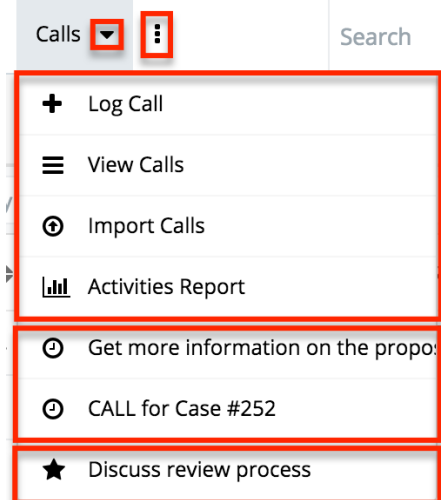 Calls
Search
Log Call
View Calls
Import Calls
Activities Report
Get more information on the propo
CALL for Case #252
Discuss review process